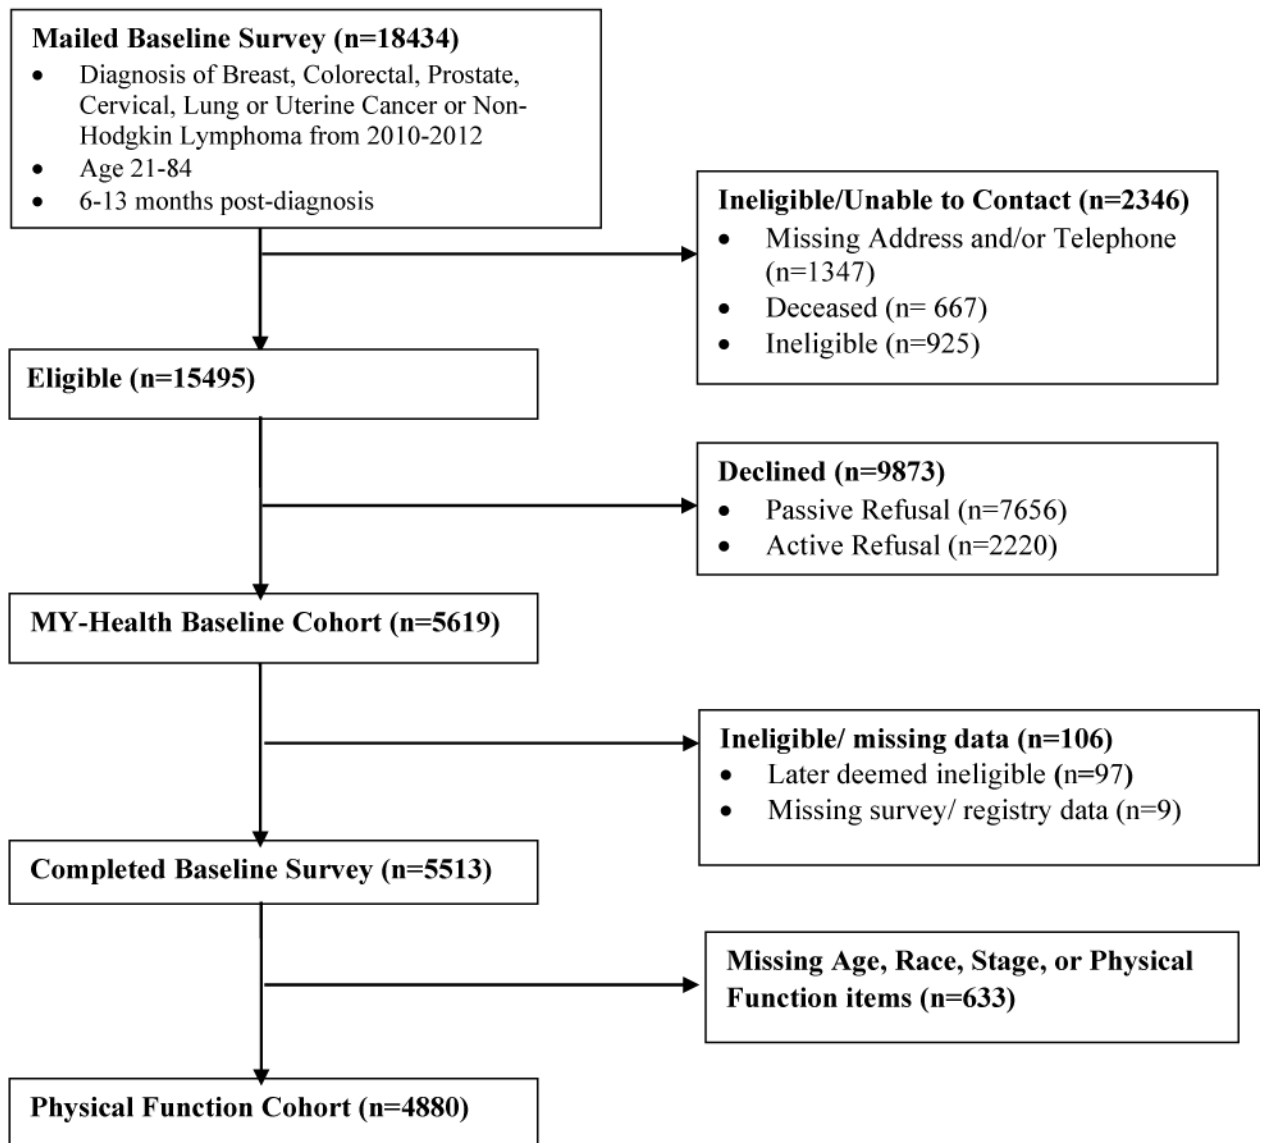 Mailed Baseline Survey (n=18434)
• Diagnosis of Breast, Colorectal, Prostate,
Cervical, Lung or Uterine Cancer or Non-
Hodgkin Lymphoma from 2010-2012
• Age 21-84
• 6-13 months post-diagnosis
Ineligible/Unable to Contact (n=2346)
• Missing Address and/or Telephone
(n=1347)
• Deceased (n= 667)
• Ineligible (n=925)
Eligible (n=15495)
Declined (n=9873)
• Passive Refusal (n=7656)
• Active Refusal (n=2220)
MY-Health Baseline Cohort (n=5619)
Ineligible/ missing data (n=106)
• Later deemed ineligible (n=97)
• Missing survey/ registry data (n=9)
Completed Baseline Survey (n=5513)
Missing Age, Race, Stage, or Physical
Function items (n=633)
Physical Function Cohort (n=4880)